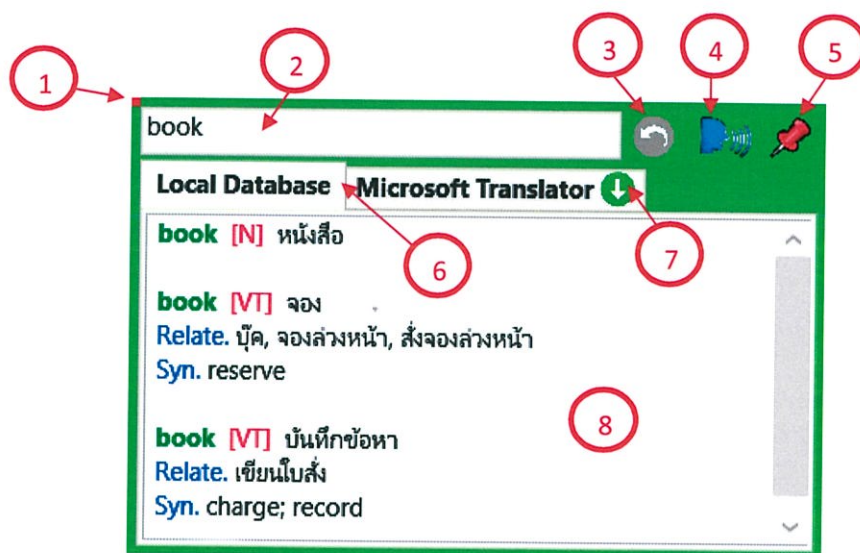 1
2
3
4
5
book
Local Database
Microsoft Translator
6
7
book [N] หนังสือ
book [VT] จอง
Relate. บุ๊ค, จองล่วงหน้า, สั่งจองล่วงหน้า
Syn. reserve
8
book [VT] บันทึกข้อหา
Relate. เขียนใบสั่ง
Syn. charge; record